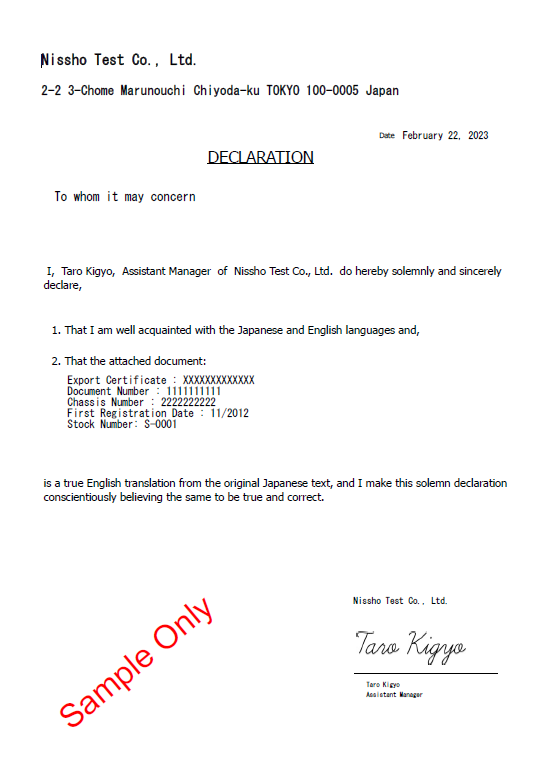 Nissho Test Co., Ltd.
2-2 3-Chome Marunouchi Chiyoda-ku TOKYO 100-0005 Japan
Date February 22, 2023
DECLARATION
To whom it may concern
I, Taro Kigyo, Assistant Manager of Nissho Test Co., Ltd. do hereby solemnly and sincerely
declare,
1. That I am well acquainted with the Japanese and English languages and,
2. That the attached document:
Export Certificate : XXXXXXXXXXXXX
Document Number : 1111111111
Chassis Number : 2222222222
First Registration Date : 11/2012
Stock Number: S-0001
is a true English translation from the original Japanese text, and I make this solemn declaration
conscientiously believing the same to be true and correct.
Sample Only
Nissho Test Co., Ltd.
Taro Kigyo
Taro Kigyo
Assistant Manager